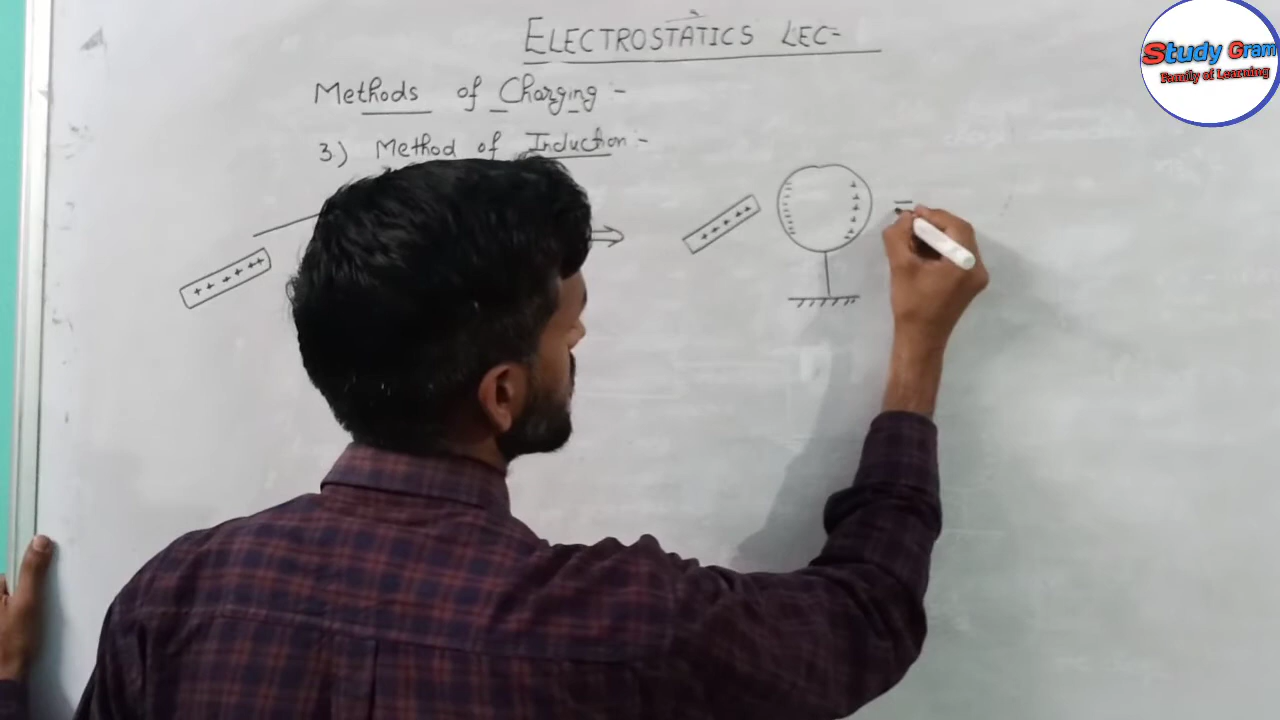 ELECTROSTATICS LEC-
Study Gram
Family of Learning
Methods of Charging :-
3) Method of Induction :-
++ + + ++
+ + + + +